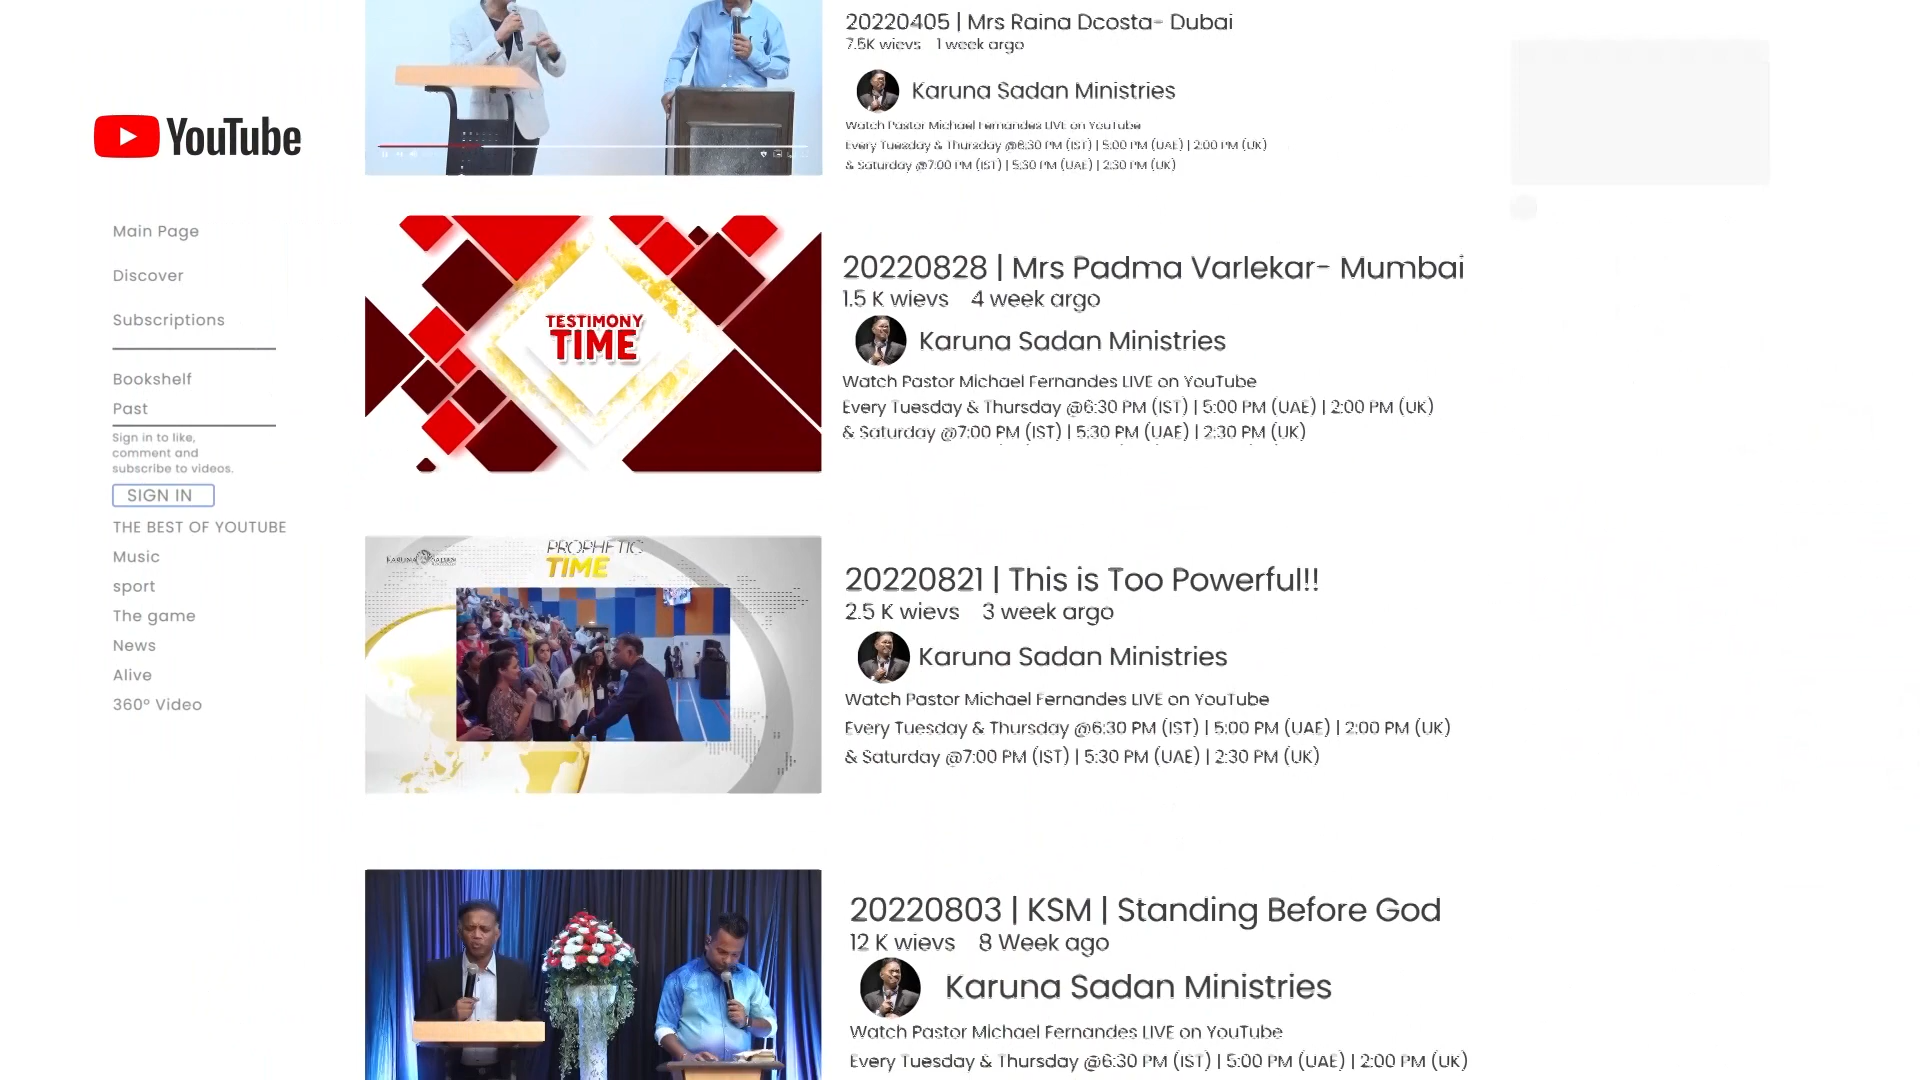 YouTube
Main Page
Discover
Subscriptions
Bookshelf
Past
Sign in to like,
comment and
subscribe to videos.
SIGN IN
THE BEST OF YOUTUBE
Music
sport
The game
News
Alive
360° Video
20220405 | Mrs Raina Dcosta- Dubai
7.5K wievs 1 week argo
Karuna Sadan Ministries
Watch Pastor Michael Fernandes LIVE on YouTube
Every Tuesday & Thursday @6:30 PM (IST) | 5:00 PM (UAE) | 2:00 PM (UK)
& Saturday @7:00 PM (IST) | 5:30 PM (UAE) | 2:30 PM (UK)
TESTIMONY
TIME
20220828 | Mrs Padma Varlekar- Mumbai
1.5 K wievs 4 week argo
Karuna Sadan Ministries
Watch Pastor Michael Fernandes LIVE on YouTube
Every Tuesday & Thursday @6:30 PM (IST) | 5:00 PM (UAE) | 2:00 PM (UK)
& Saturday @7:00 PM (IST) | 5:30 PM (UAE) | 2:30 PM (UK)
KARUNA SADAN
PROPHETIC
TIME
20220821 | This is Too Powerful!!
2.5 K wievs 3 week argo
Karuna Sadan Ministries
Watch Pastor Michael Fernandes LIVE on YouTube
Every Tuesday & Thursday @6:30 PM (IST) | 5:00 PM (UAE) | 2:00 PM (UK)
& Saturday @7:00 PM (IST) | 5:30 PM (UAE) | 2:30 PM (UK)
20220803 | KSM | Standing Before God
12 K wievs 8 Week ago
Karuna Sadan Ministries
Watch Pastor Michael Fernandes LIVE on YouTube
Every Tuesday & Thursday @6:30 PM (IST) | 5:00 PM (UAE) | 2:00 PM (UK)